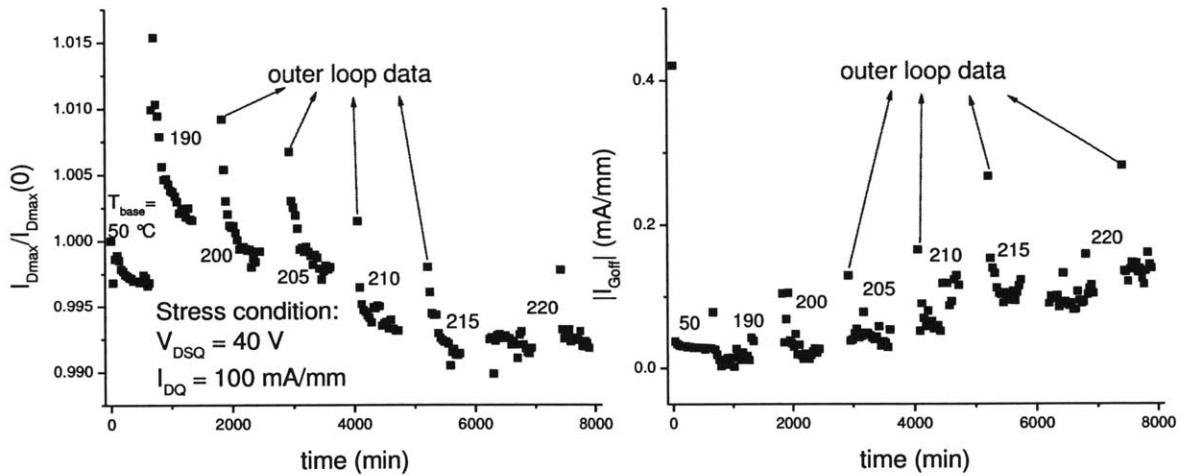 1.015
1.010
1.005
1.000
0.995
0.990
I_Dmax/I_Dmax(0)
outer loop data
190
T_base=
50 °C
200
205
210
215
220
Stress condition:
V_DSQ = 40 V
I_DQ = 100 mA/mm
0
2000
4000
6000
8000
time (min)
0.4
0.2
0.0
|I_Goff| (mA/mm)
outer loop data
50
190
200
205
210
215
220
0
2000
4000
6000
8000
time (min)